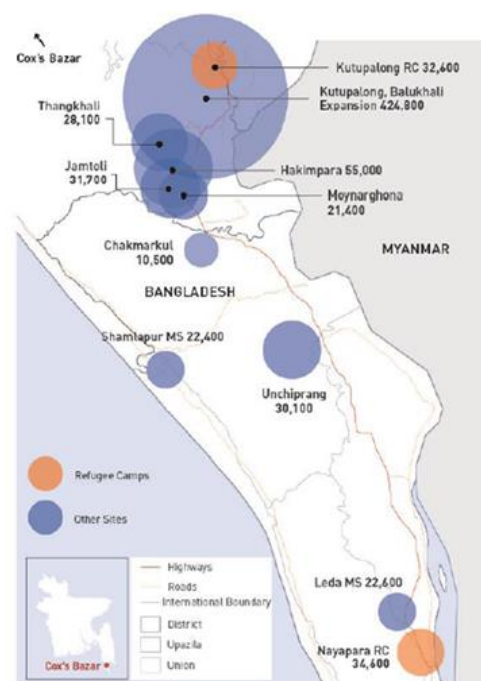 Cox's Bazar
Kutupalong RC 32,600
Kutupalong, Balukhali
Expansion 424,800
Thangkhali
28,100
Hakimpara 55,000
Jamtoli
31,700
Moynarghona
21,400
Chakmarkul
10,500
MYANMAR
BANGLADESH
Shamlapur MS 22,400
Unchiprang
30,100
Refugee Camps
Other Sites
Leda MS 22,600
Nayapara RC
34,600
Highways
Roads
International Boundary
District
Upazila
Union
Cox's Bazar